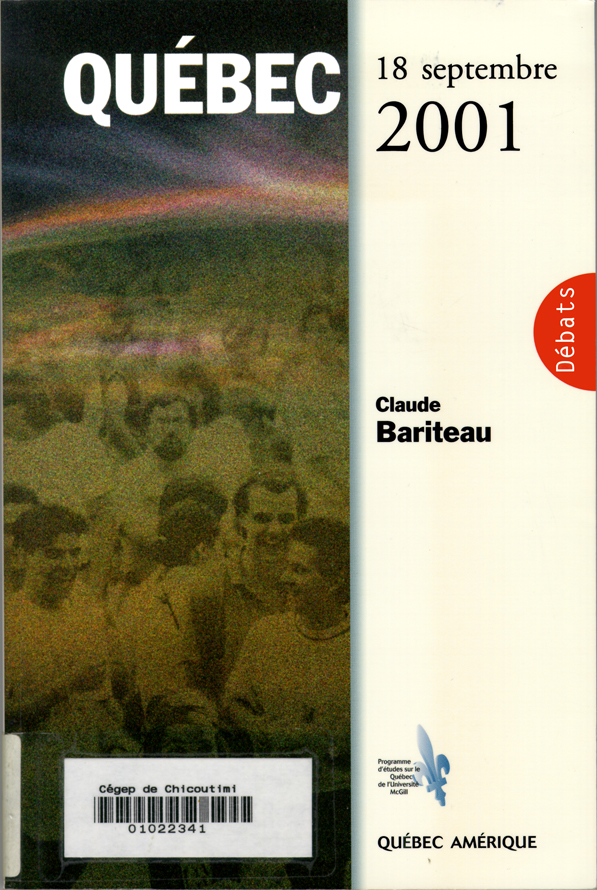 QUÉBEC
18 septembre
2001
Débats
Claude
Bariteau
Programme
d'études sur le
Québec
de l'Université
McGill
QUÉBEC AMÉRIQUE
Cégep de Chicoutimi
01022341